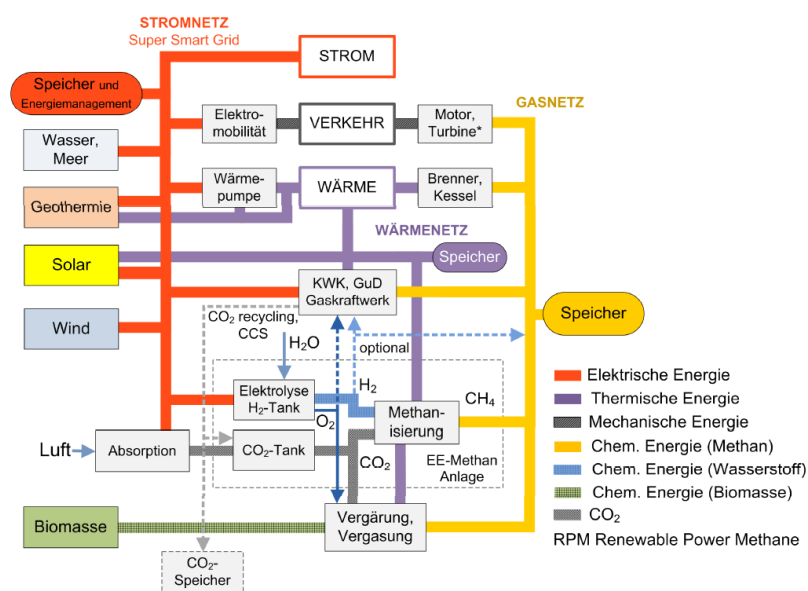 STROMNETZ
Super Smart Grid
STROM
Speicher und
Energiemanagement
GASNETZ
Elektro-
mobilität
VERKEHR
Motor,
Turbine*
Wasser,
Meer
Wärme-
pumpe
WÄRME
Brenner,
Kessel
Geothermie
WÄRMENETZ
Solar
Speicher
KWK, GuD
Gaskraftwerk
Speicher
Wind
CO2 recycling,
CCS
H2O
optional
H2
CH4
Elektrolyse
H2-Tank
Methan-
isierung
O2
Luft
Absorption
CO2-Tank
CO2
EE-Methan
Anlage
Biomasse
Vergärung,
Vergasung
CO2-
Speicher
Elektrische Energie
Thermische Energie
Mechanische Energie
Chem. Energie (Methan)
Chem. Energie (Wasserstoff)
Chem. Energie (Biomasse)
CO2
RPM Renewable Power Methane